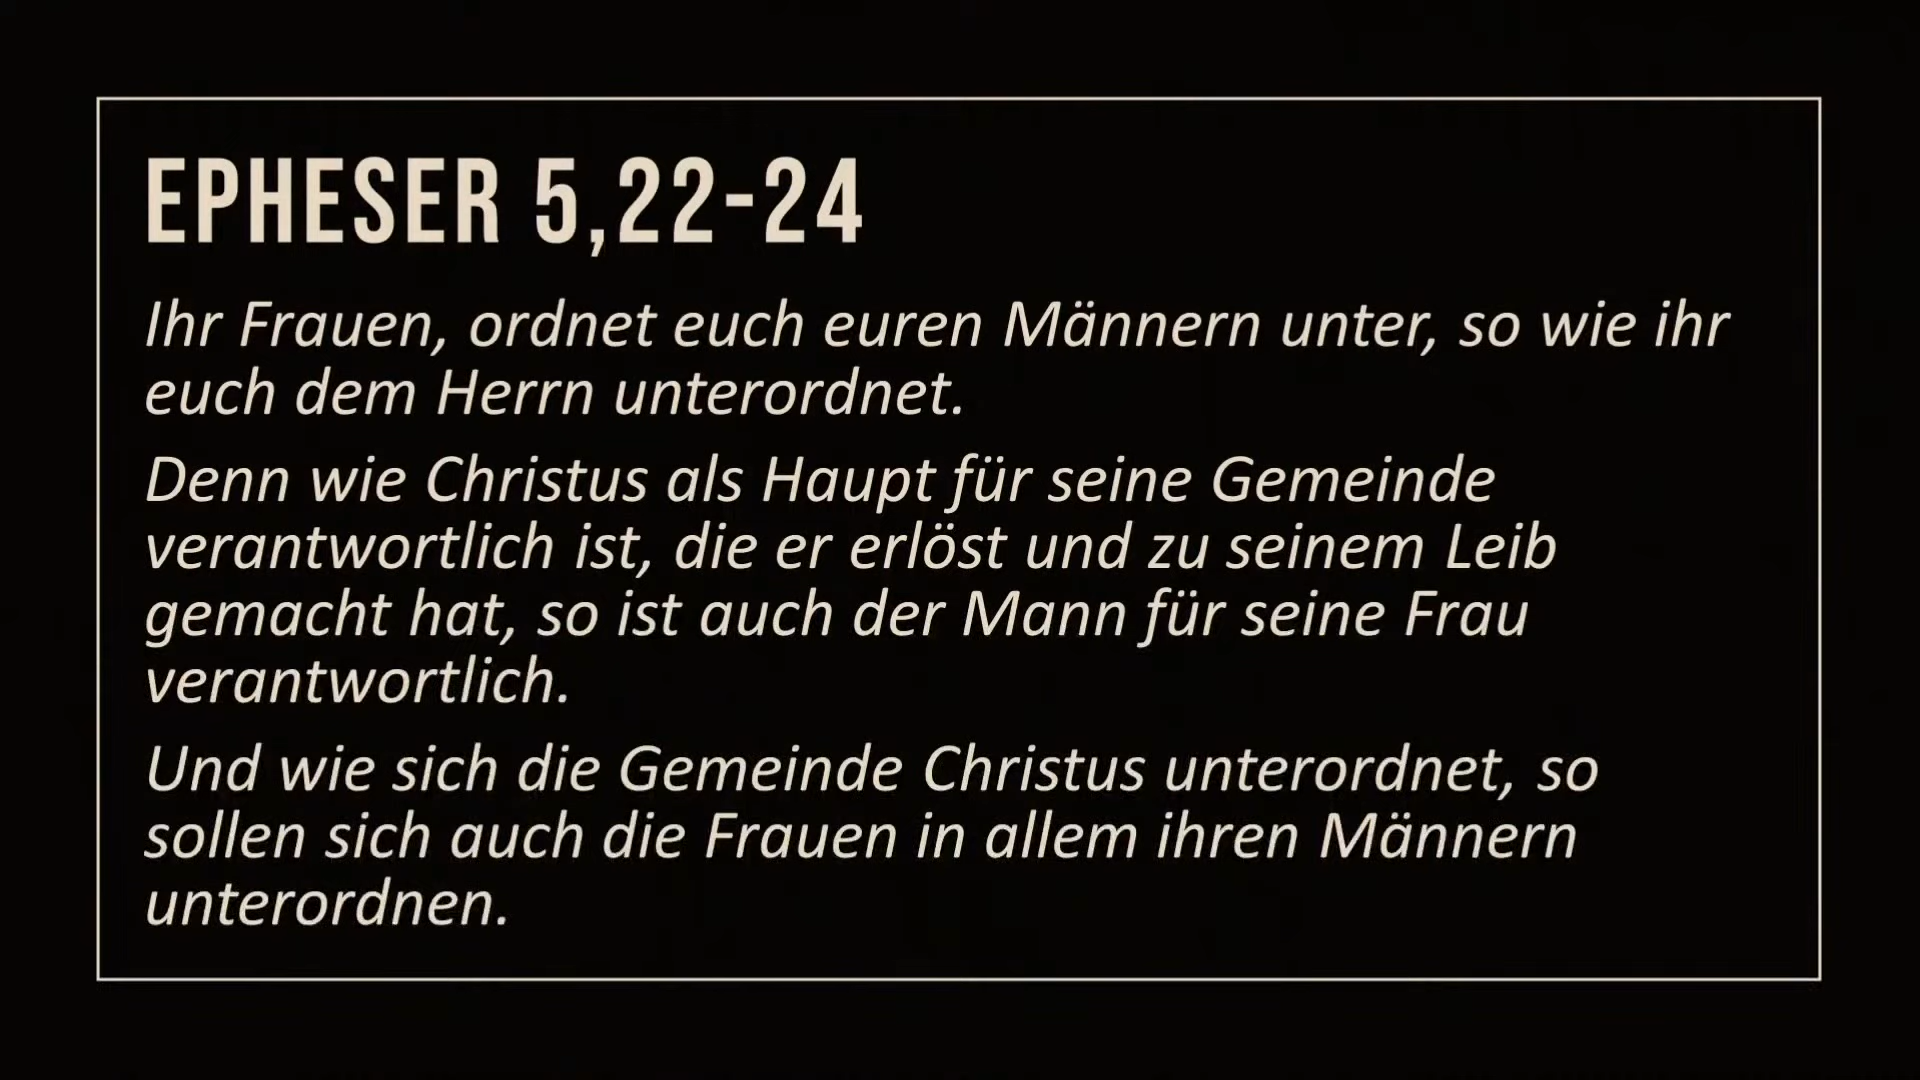 EPHESER 5,22-24
Ihr Frauen, ordnet euch euren Männern unter, so wie ihr
euch dem Herrn unterordnet.
Denn wie Christus als Haupt für seine Gemeinde
verantwortlich ist, die er erlöst und zu seinem Leib
gemacht hat, so ist auch der Mann für seine Frau
verantwortlich.
Und wie sich die Gemeinde Christus unterordnet, so
sollen sich auch die Frauen in allem ihren Männern
unterordnen.